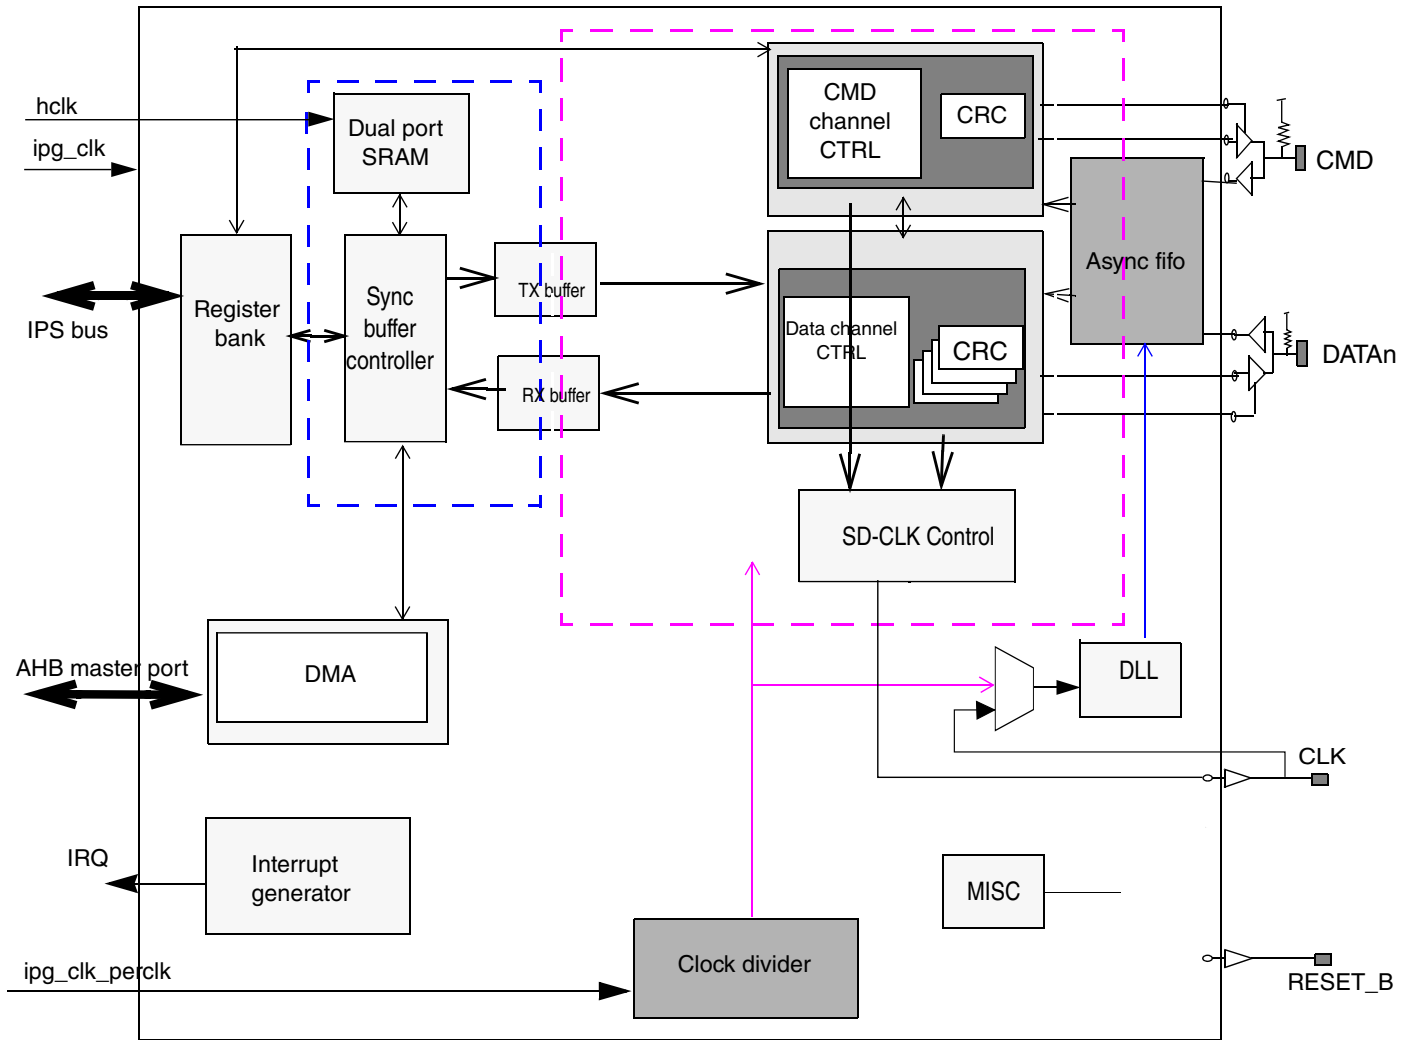 hclk
ipg_clk
Dual port
SRAM
CMD
channel
CTRL
CRC
CMD
Async fifo
IPS bus
Register
bank
Sync
buffer
controller
TX buffer
RX buffer
Data channel
CTRL
CRC
DATAn
SD-CLK Control
AHB master port
DMA
DLL
CLK
IRQ
Interrupt
generator
MISC
ipg_clk_perclk
Clock divider
RESET_B